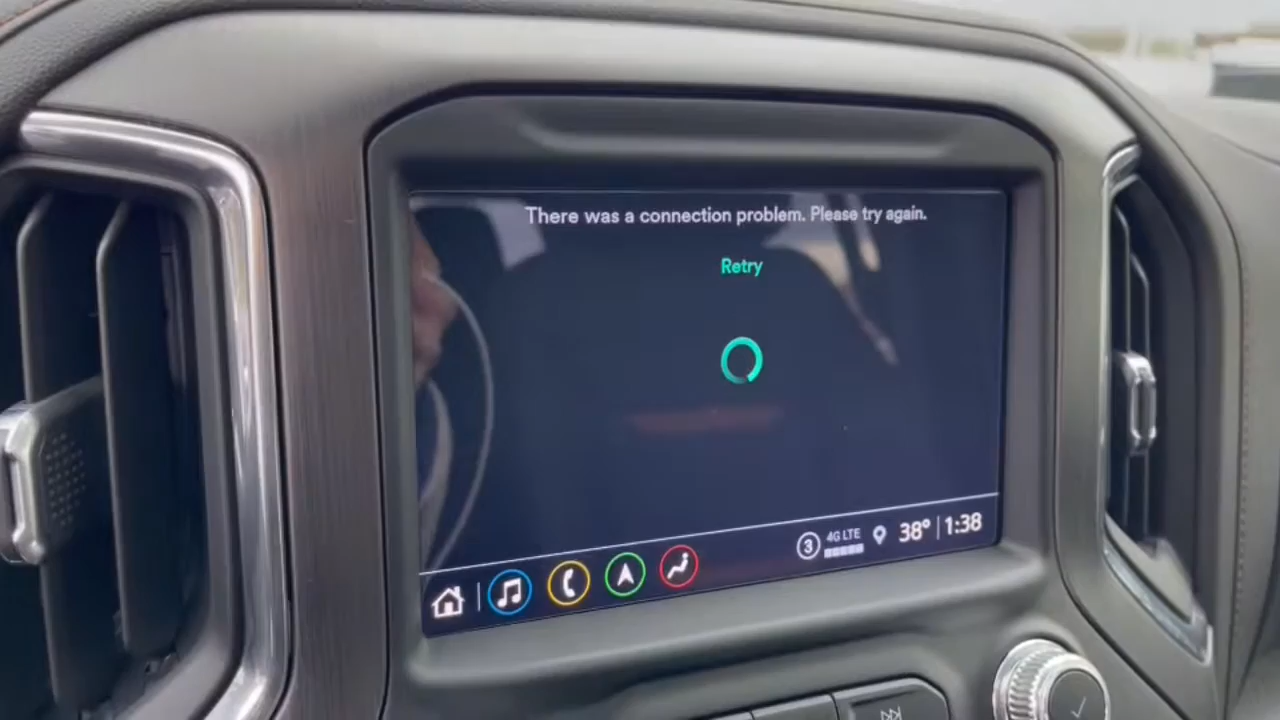 There was a connection problem. Please try again.
Retry
3 4G LTE 38° 1:38